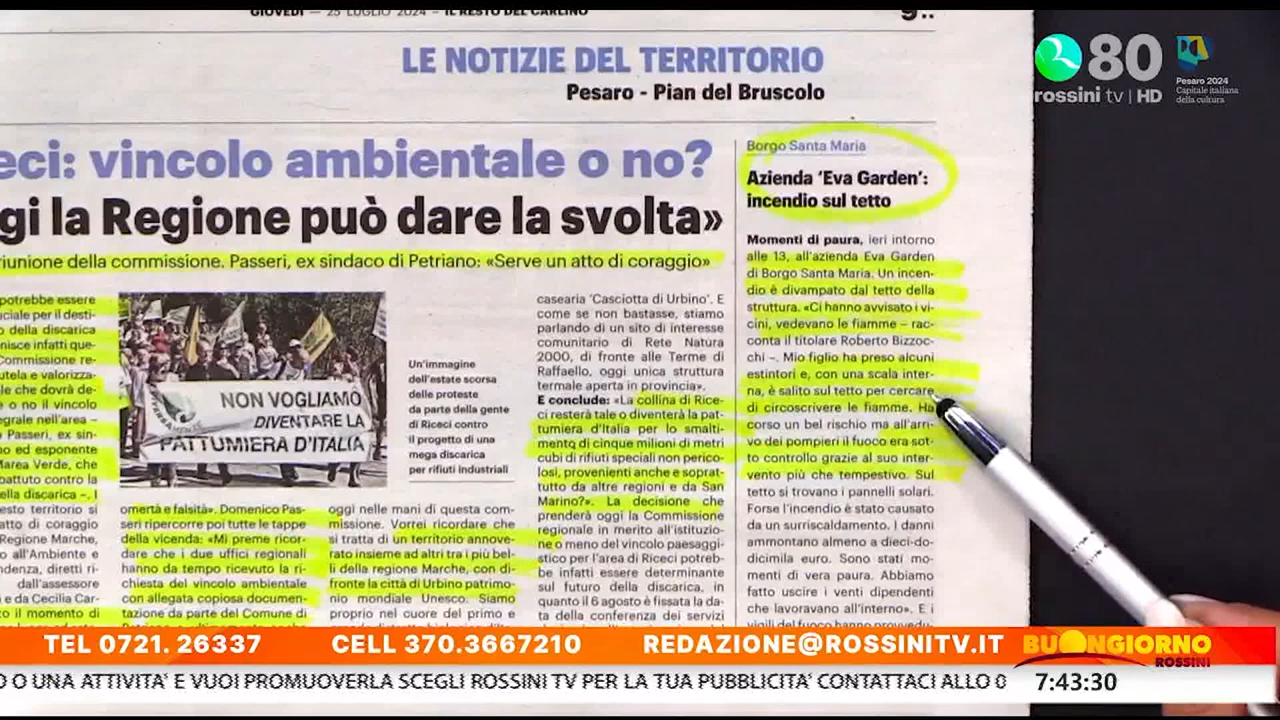 GIOVEDÌ — 25 LUGLIO 2024 – IL RESTO DEL CARLINO
9..
LE NOTIZIE DEL TERRITORIO
Pesaro - Pian del Bruscolo
eci: vincolo ambientale o no?
gi la Regione può dare la svolta»
riunione della commissione. Passeri, ex sindaco di Petriano: «Serve un atto di coraggio»
potrebbe essere
ciale per il desti-
o della discarica
nisce infatti que-
Commissione re-
utela e valorizza-
le che dovrà de-
e o no il vincolo
egrale nell'area –
o Passeri, ex sin-
no ed esponente
Marea Verde, che
battuto contro la
ella discarica –. I
esto territorio si
atto di coraggio
Regione Marche,
o all'Ambiente e
ndenza, diretti ri-
dall'assessore
e da Cecilia Car-
zo il momento di
NON VOGLIAMO
DIVENTARE LA
PATTUMIERA D'ITALIA
Un'immagine
dell'estate scorsa
delle proteste
da parte della gente
di Riceci contro
il progetto di una
mega discarica
per rifiuti industriali
omertà e falsità». Domenico Pas-
seri ripercorre poi tutte le tappe
della vicenda: «Mi preme ricor-
dare che i due uffici regionali
hanno da tempo ricevuto la ri-
chiesta del vincolo ambientale
con allegata copiosa documen-
tazione da parte del Comune di
oggi nelle mani di questa com-
missione. Vorrei ricordare che
si tratta di un territorio annove-
rato insieme ad altri tra i più bel-
li della regione Marche, con di-
fronte la città di Urbino patrimo-
nio mondiale Unesco. Siamo
proprio nel cuore del primo e
casearia 'Casciotta di Urbino'. E
come se non bastasse, stiamo
parlando di un sito di interesse
comunitario di Rete Natura
2000, di fronte alle Terme di
Raffaello, oggi unica struttura
termale aperta in provincia».
E conclude: «La collina di Rice-
ci resterà tale o diventerà la pat-
tumiera d'Italia per lo smalti-
mento di cinque milioni di metri
cubi di rifiuti speciali non perico-
losi, provenienti anche e soprat-
tutto da altre regioni e da San
Marino?». La decisione che
prenderà oggi la Commissione
regionale in merito all'istituzio-
ne o meno del vincolo paesaggi-
stico per l'area di Riceci potreb-
be infatti essere determinante
sul futuro della discarica, in
quanto il 6 agosto è fissata la da-
ta della conferenza dei servizi
Borgo Santa Maria
Azienda 'Eva Garden':
incendio sul tetto
Momenti di paura, ieri intorno
alle 13, all'azienda Eva Garden
di Borgo Santa Maria. Un incen-
dio è divampato dal tetto della
struttura. «Ci hanno avvisato i vi-
cini, vedevano le fiamme – rac-
conta il titolare Roberto Bizzoc-
chi –. Mio figlio ha preso alcuni
estintori e, con una scala inter-
na, è salito sul tetto per cercare
di circoscrivere le fiamme. Ha
corso un bel rischio ma all'arri-
vo dei pompieri il fuoco era sot-
to controllo grazie al suo inter-
vento più che tempestivo. Sul
tetto si trovano i pannelli solari.
Forse l'incendio è stato causato
da un surriscaldamento. I danni
ammontano almeno a dieci-do-
dicimila euro. Sono stati mo-
menti di vera paura. Abbiamo
fatto uscire i venti dipendenti
che lavoravano all'interno». E i
vigili del fuoco hanno provvedu-
80
rossini tv | HD
Pesaro 2024
Capitale italiana
della cultura
TEL 0721. 26337 CELL 370.3667210 REDAZIONE@ROSSINITV.IT
BUONGIORNO
ROSSINI
O O UNA ATTIVITA' E VUOI PROMUOVERLA SCEGLI ROSSINI TV PER LA TUA PUBBLICITA' CONTATTACI ALLO 0
7:43:30